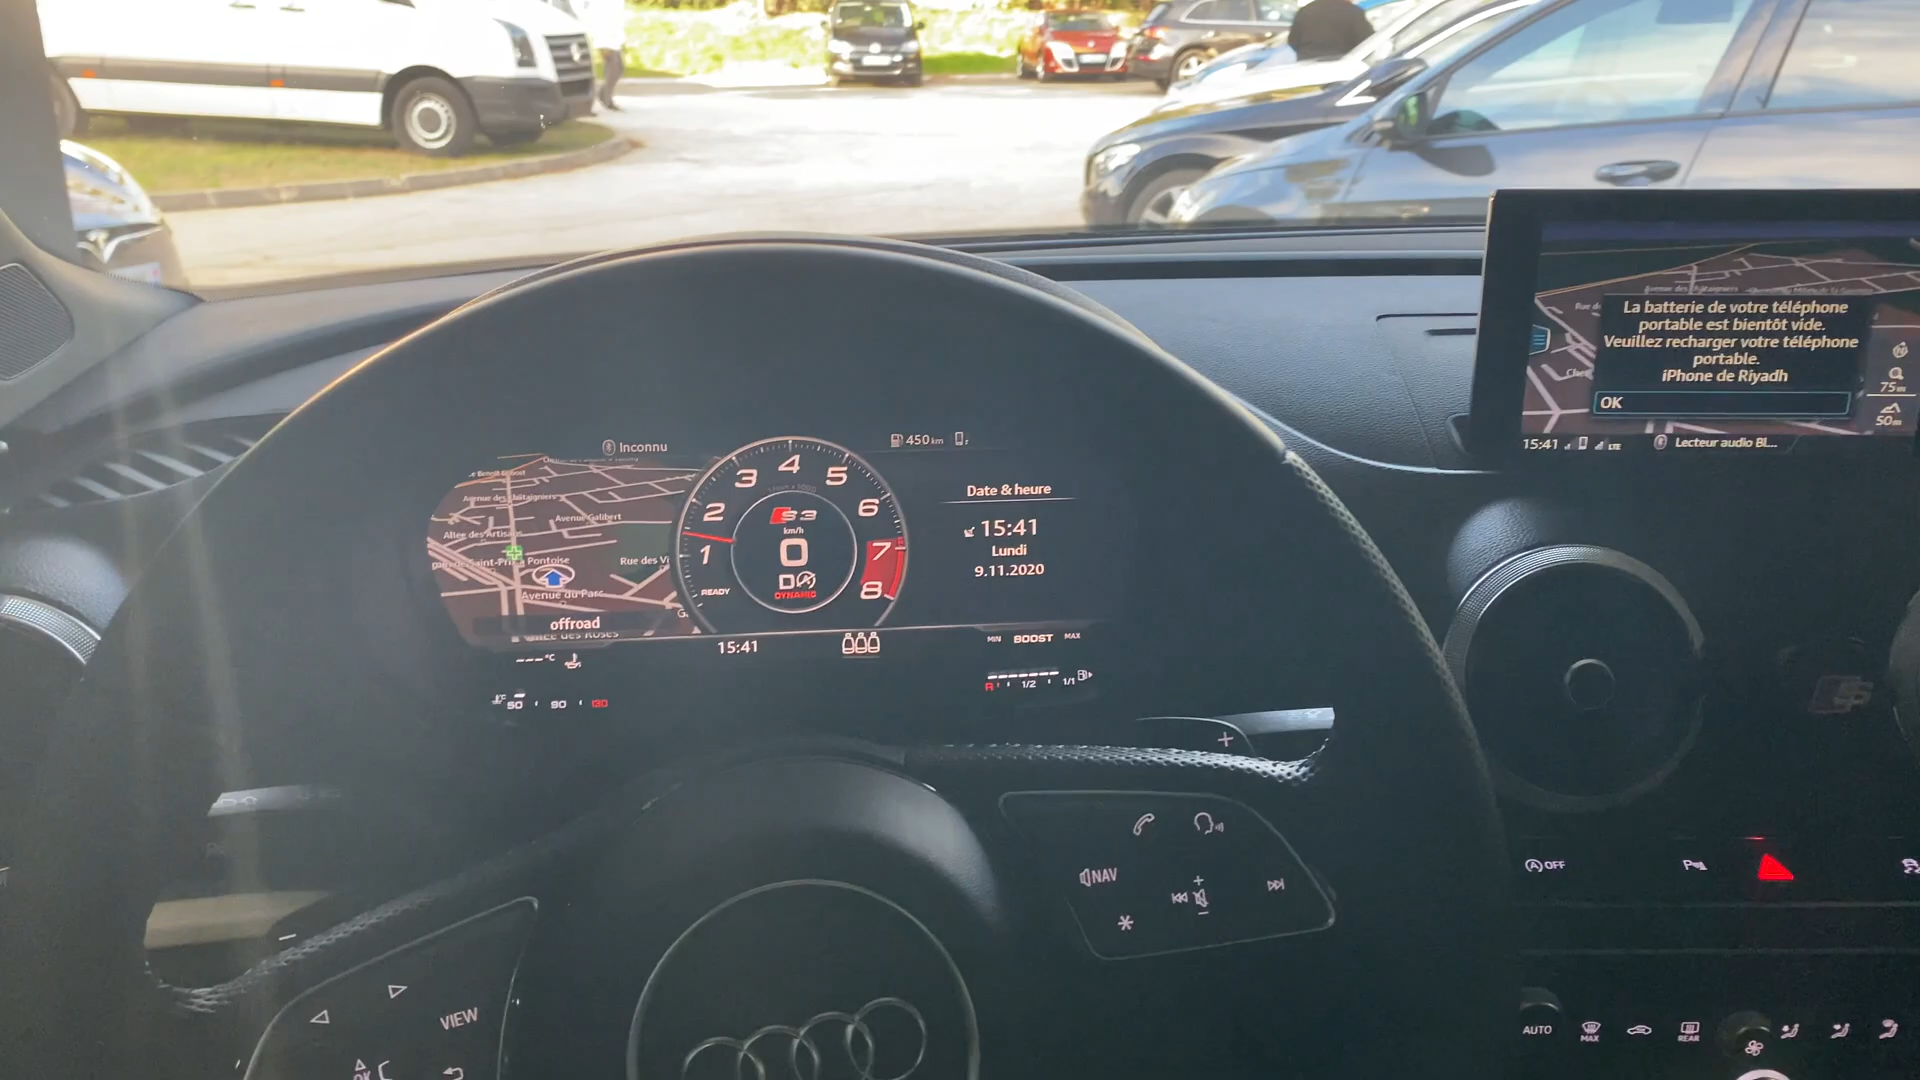 La batterie de votre téléphone
portable est bientôt vide.
Veuillez recharger votre téléphone
portable.
iPhone de Riyadh
OK
75m
50m
15:41
LTE
Lecteur audio Bl...
Inconnu
450 km
Avenue des châtaigniers
Avenue Galibert
Allée des Artisans
Pontoise
Rue des Vi
Avenue du Parc
offroad
1
2
3
4
5
6
7
8
S3
km/h
0
D
DYNAMIC
READY
Date & heure
15:41
Lundi
9.11.2020
15:41
MIN BOOST MAX
---°C
50 90 130
R 1/2 1/1
+
NAV
+
-
*
VIEW
OK
A OFF
AUTO
MAX
REAR